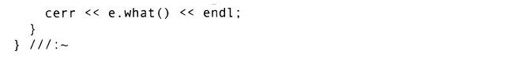 cerr << e.what() << endl;
}
} ///:~